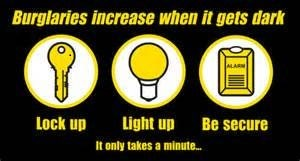 Burglaries increase when it gets dark
ALARM
Lock up Light up Be secure
It only takes a minute...